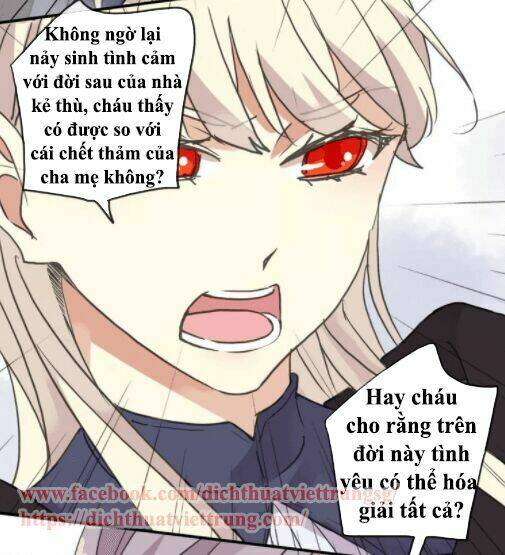 Không ngờ lại
nảy sinh tình cảm
với đời sau của nhà
kẻ thù, cháu thấy
có được so với
cái chết thảm của
cha mẹ không?
Hay cháu
cho rằng trên
đời này tình
yêu có thể hóa
giải tất cả?
www.facebook.com/dichthuatviettrungsg/
https://dichthuatviettrung.com/